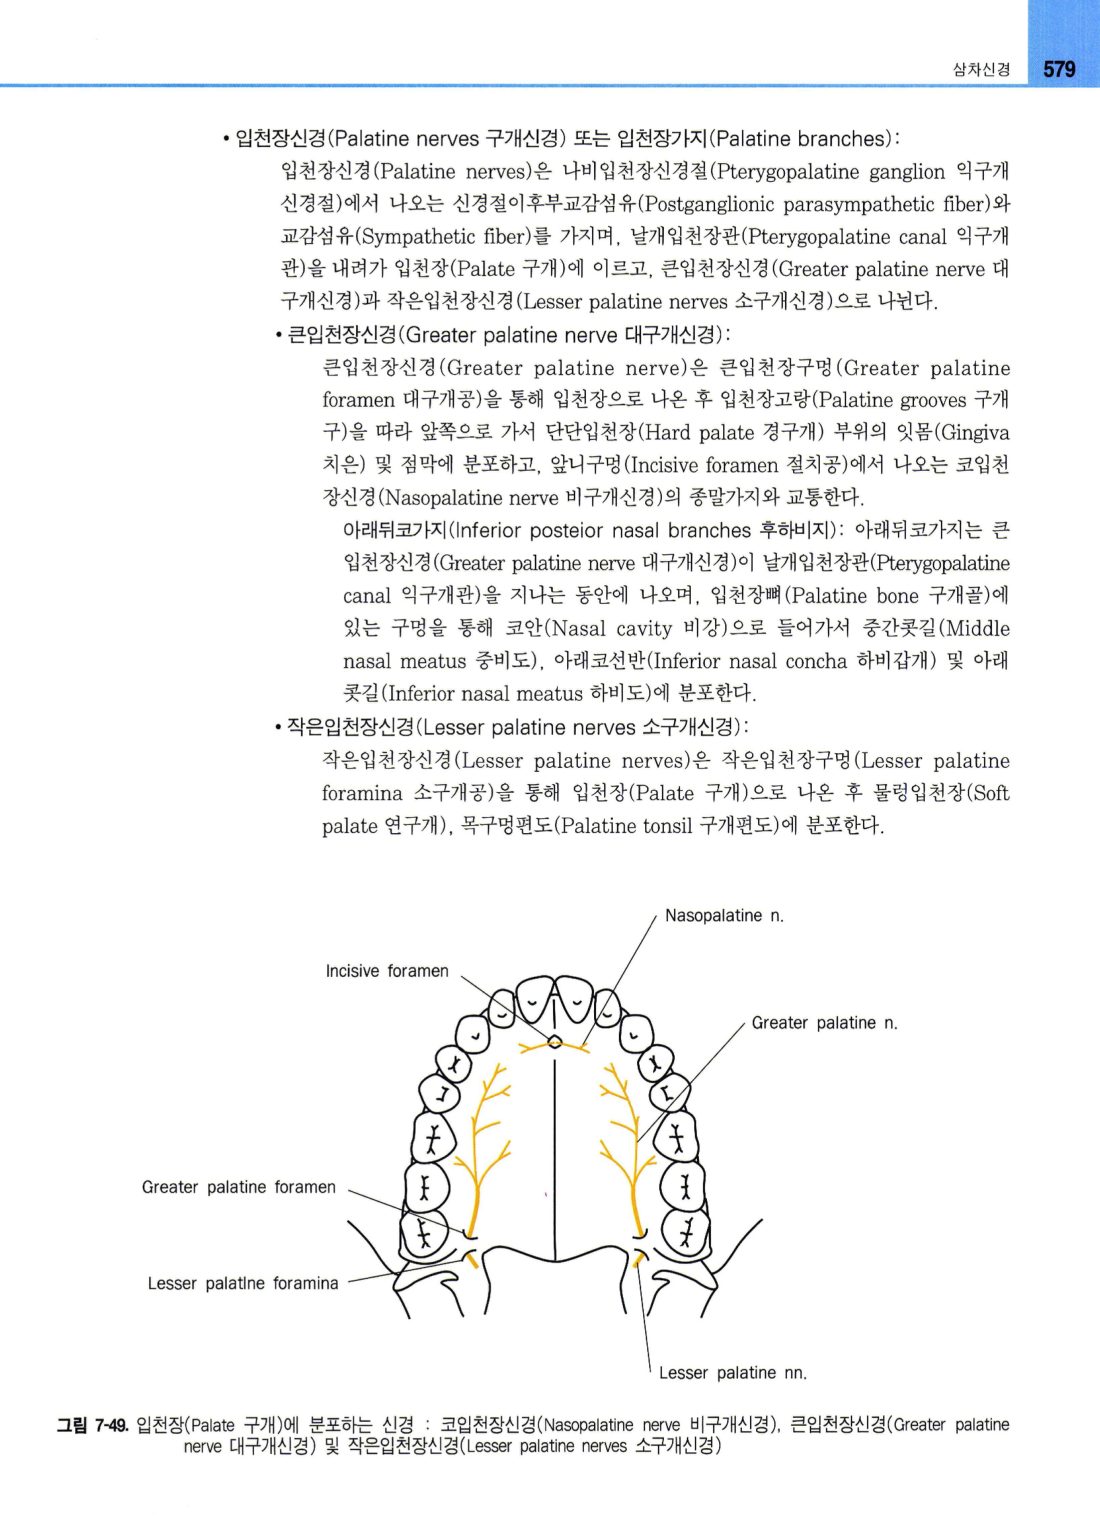 삼차신경 579
• 입천장신경(Palatine nerves 구개신경) 또는 입천장가지(Palatine branches):
입천장신경(Palatine nerves)은 나비입천장신경절(Pterygopalatine ganglion 익구개
신경절)에서 나오는 신경절이후부교감섬유(Postganglionic parasympathetic fiber)와
교감섬유(Sympathetic fiber)를 가지며, 날개입천장관(Pterygopalatine canal 익구개
관)을 내려가 입천장(Palate 구개)에 이르고, 큰입천장신경(Greater palatine nerve 대
구개신경)과 작은입천장신경(Lesser palatine nerves 소구개신경)으로 나뉜다.
• 큰입천장신경(Greater palatine nerve 대구개신경):
큰입천장신경(Greater palatine nerve)은 큰입천장구멍(Greater palatine
foramen 대구개공)을 통해 입천장으로 나온 후 입천장고랑(Palatine grooves 구개
구)을 따라 앞쪽으로 가서 단단입천장(Hard palate 경구개) 부위의 잇몸(Gingiva
치은) 및 점막에 분포하고, 앞니구멍(Incisive foramen 절치공)에서 나오는 코입천
장신경(Nasopalatine nerve 비구개신경)의 종말가지와 교통한다.
아래뒤코가지(Inferior posteior nasal branches 후하비지): 아래뒤코가지는 큰
입천장신경(Greater palatine nerve 대구개신경)이 날개입천장관(Pterygopalatine
canal 익구개관)을 지나는 동안에 나오며, 입천장뼈(Palatine bone 구개골)에
있는 구멍을 통해 코안(Nasal cavity 비강)으로 들어가서 중간콧길(Middle
nasal meatus 중비도), 아래코선반(Inferior nasal concha 하비갑개) 및 아래
콧길(Inferior nasal meatus 하비도)에 분포한다.
• 작은입천장신경(Lesser palatine nerves 소구개신경):
작은입천장신경(Lesser palatine nerves)은 작은입천장구멍(Lesser palatine
foramina 소구개공)을 통해 입천장(Palate 구개)으로 나온 후 물렁입천장(Soft
palate 연구개), 목구멍편도(Palatine tonsil 구개편도)에 분포한다.
Nasopalatine n.
Incisive foramen
Greater palatine n.
Greater palatine foramen
Lesser palatIne foramina
Lesser palatine nn.
그림 7-49. 입천장(Palate 구개)에 분포하는 신경 : 코입천장신경(Nasopalatine nerve 비구개신경), 큰입천장신경(Greater palatine
nerve 대구개신경) 및 작은입천장신경(Lesser palatine nerves 소구개신경)